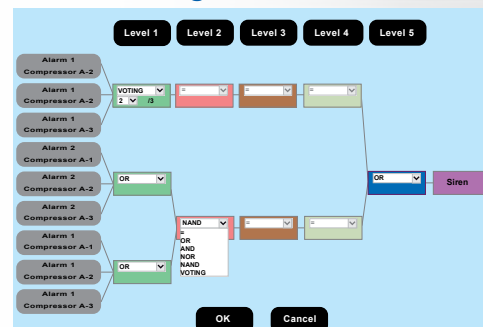 Level 1 Level 2 Level 3 Level 4 Level 5
Alarm 1
Compressor A-2
Alarm 1
Compressor A-2
Alarm 1
Compressor A-3
VOTING = = =
2 /3
Alarm 2
Compressor A-1
Alarm 2
Compressor A-2
Alarm 2
Compressor A-3
OR
OR Siren
Alarm 1
Compressor A-1
Alarm 1
Compressor A-2
Alarm 1
Compressor A-3
OR
NAND = =
=
OR
AND
NOR
NAND
VOTING
OK Cancel